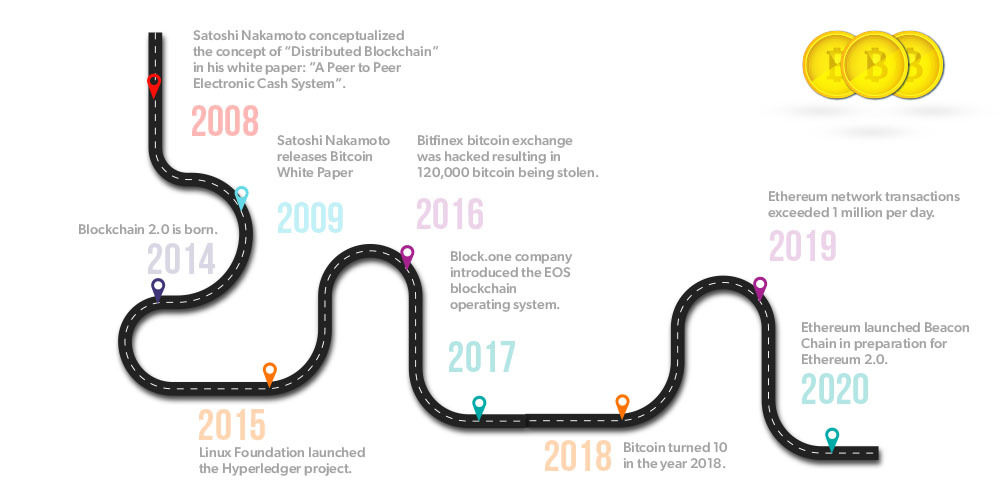 Satoshi Nakamoto conceptualized
the concept of “Distributed Blockchain”
in his white paper: “A Peer to Peer
Electronic Cash System”.
2008
Satoshi Nakamoto
releases Bitcoin
White Paper
2009
Blockchain 2.0 is born.
2014
Linux Foundation launched
the Hyperledger project.
2015
Bitfinex bitcoin exchange
was hacked resulting in
120,000 bitcoin being stolen.
2016
Block.one company
introduced the EOS
blockchain
operating system.
2017
2018
Bitcoin turned 10
in the year 2018.
Ethereum network transactions
exceeded 1 million per day.
2019
Ethereum launched Beacon
Chain in preparation for
Ethereum 2.0.
2020